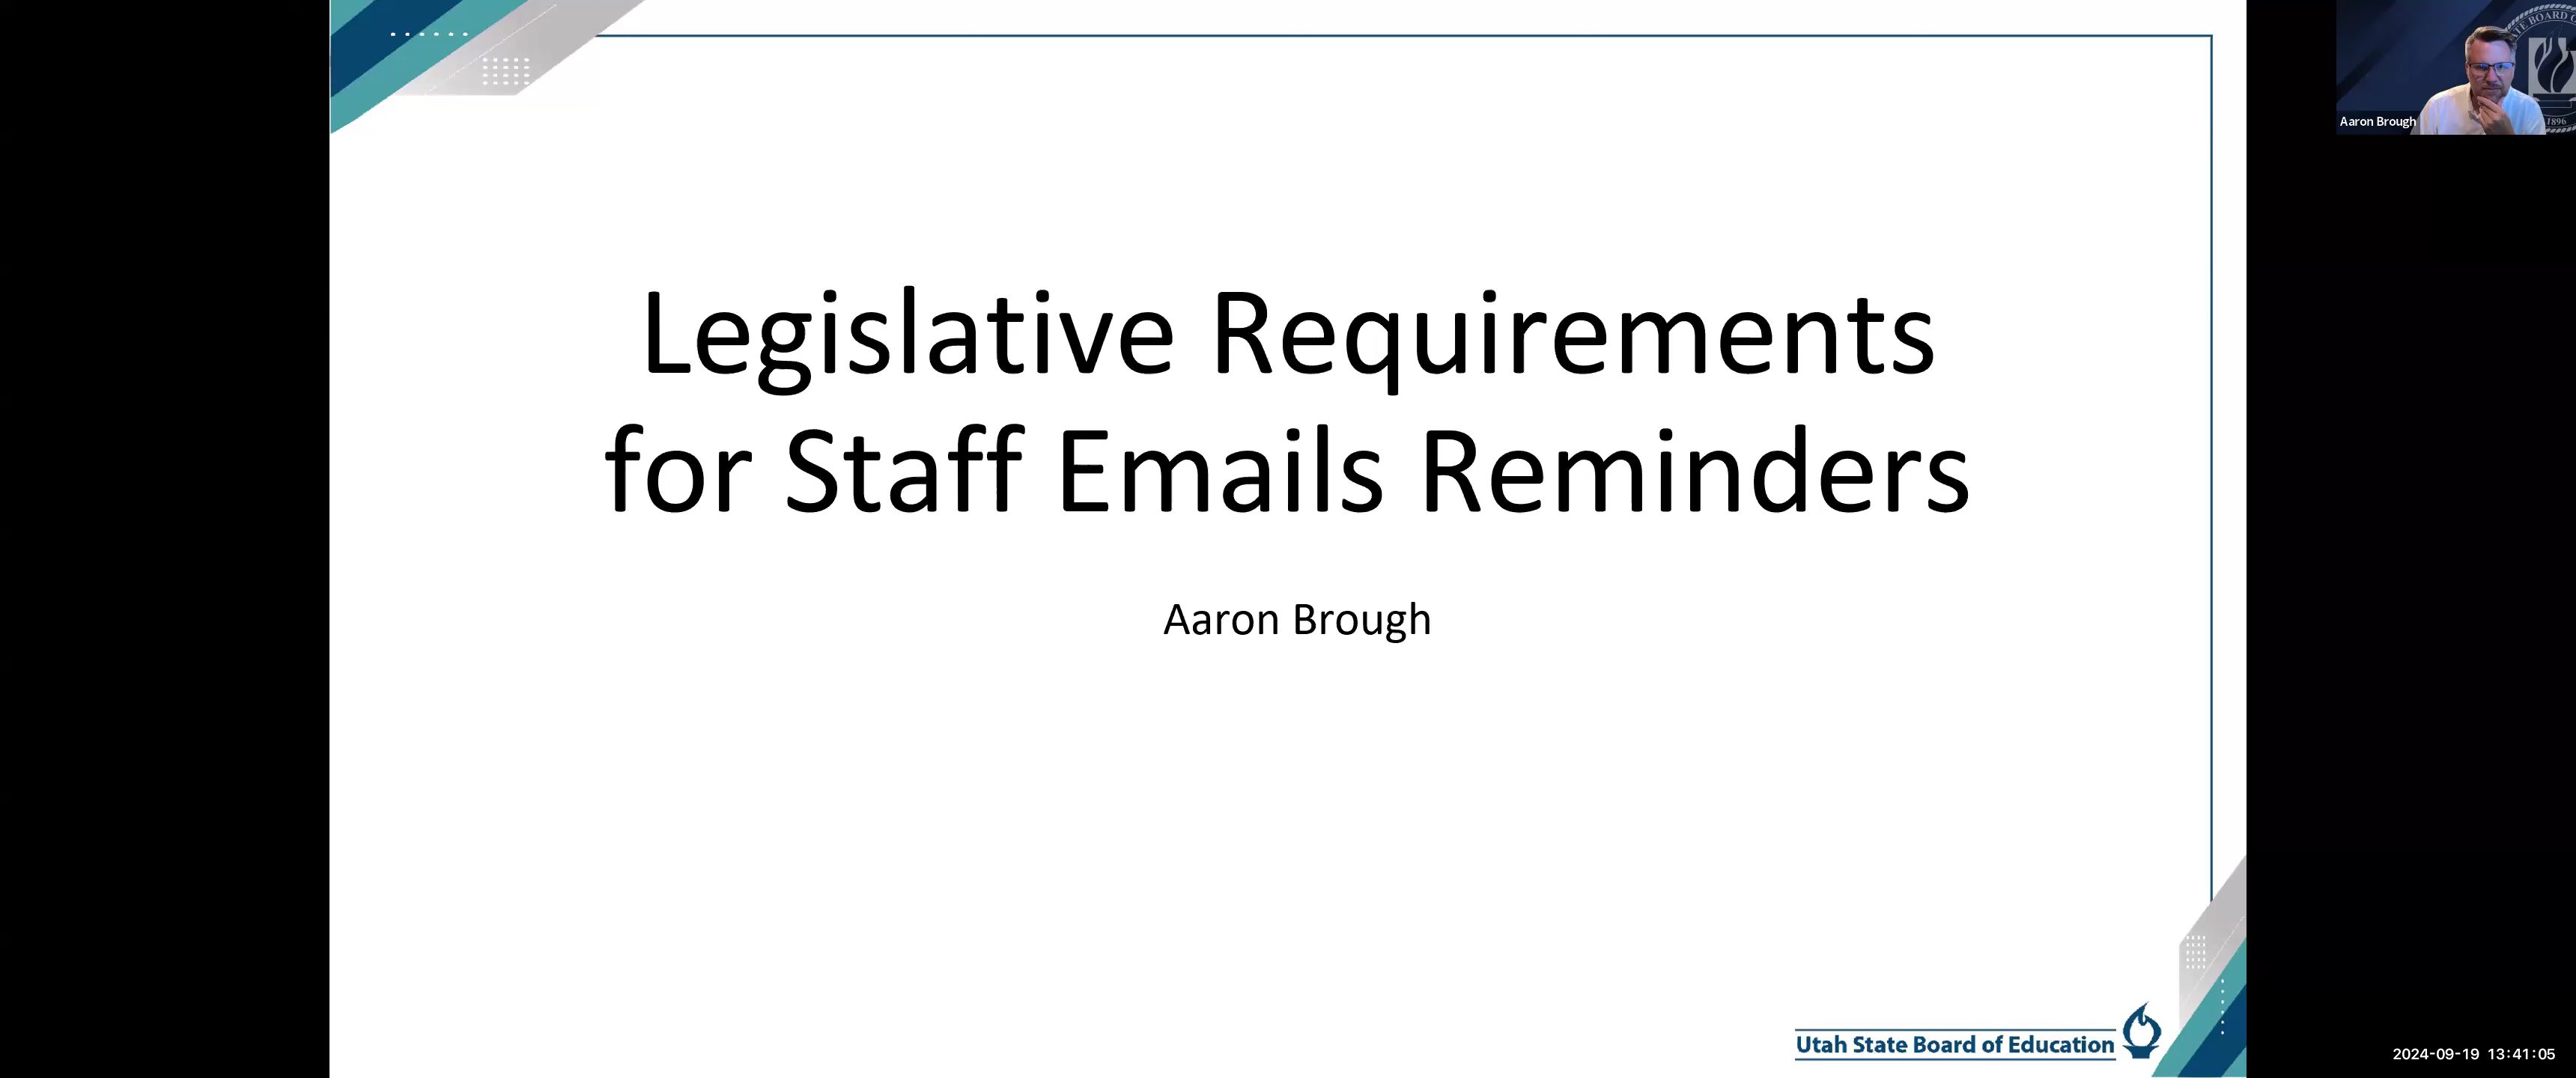 Legislative Requirements
for Staff Emails Reminders
Aaron Brough
Utah State Board of Education
Aaron Brough
1896
2024-09-19 13:41:05